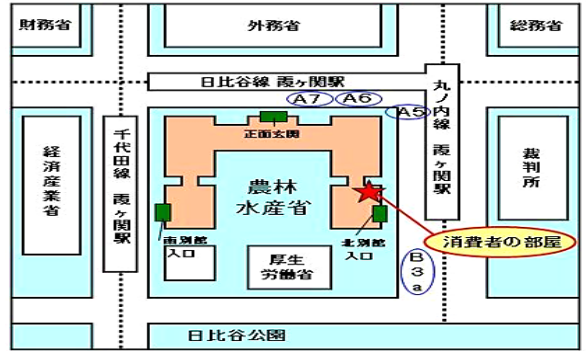 財務省
外務省
総務省
日比谷線 霞ヶ関駅
A7
A6
A5
丸ノ内線 霞ヶ関駅
正面玄関
千代田線 霞ヶ関駅
経済産業省
農林
水産省
裁判所
消費者の部屋
南別館
入口
北別館
入口
厚生
労働省
B3a
日比谷公園